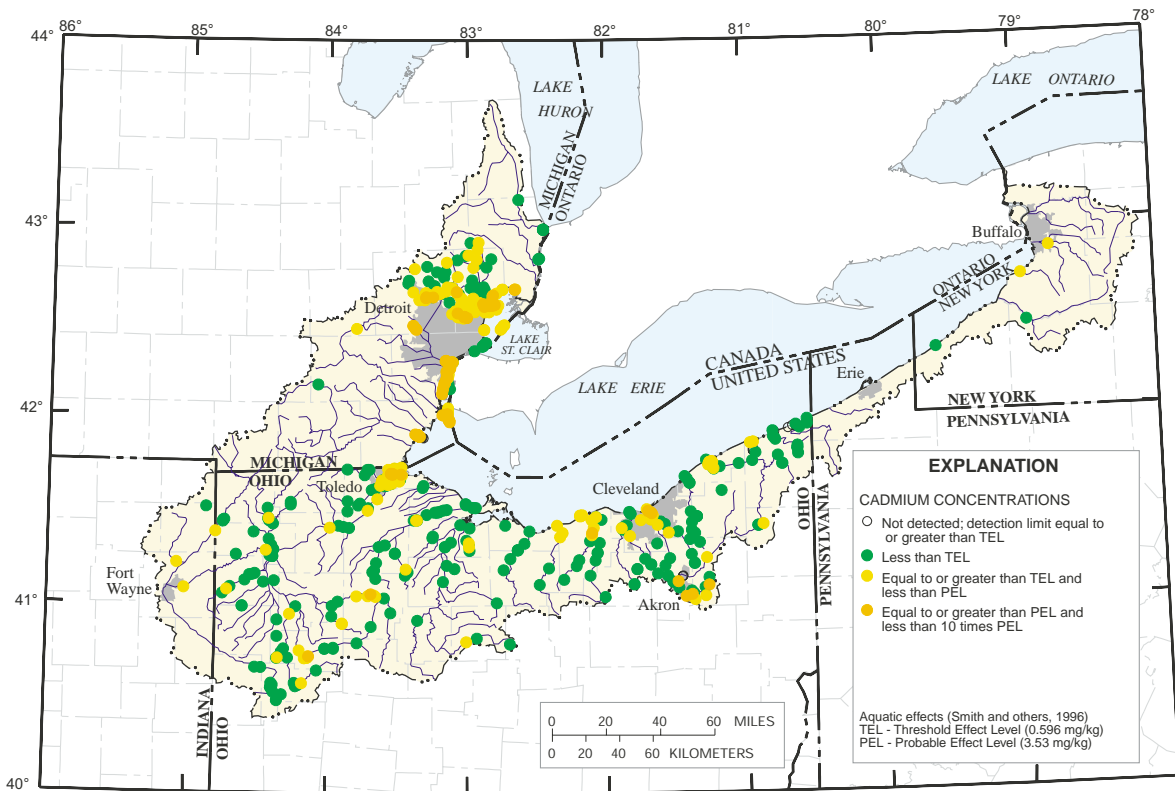 86°
85°
84°
83°
82°
81°
80°
79°
78°
44°
43°
42°
41°
40°
LAKE
HURON
MICHIGAN
ONTARIO
LAKE ONTARIO
Buffalo
ONTARIO
NEW YORK
Detroit
LAKE
ST. CLAIR
CANADA
UNITED STATES
LAKE ERIE
Erie
NEW YORK
PENNSYLVANIA
MICHIGAN
OHIO
Toledo
Cleveland
OHIO
PENNSYLVANIA
Fort
Wayne
Akron
INDIANA
OHIO
0 20 40 60 MILES
0 20 40 60 KILOMETERS
EXPLANATION
CADMIUM CONCENTRATIONS
Not detected; detection limit equal to
or greater than TEL
Less than TEL
Equal to or greater than TEL and
less than PEL
Equal to or greater than PEL and
less than 10 times PEL
Aquatic effects (Smith and others, 1996)
TEL - Threshold Effect Level (0.596 mg/kg)
PEL - Probable Effect Level (3.53 mg/kg)